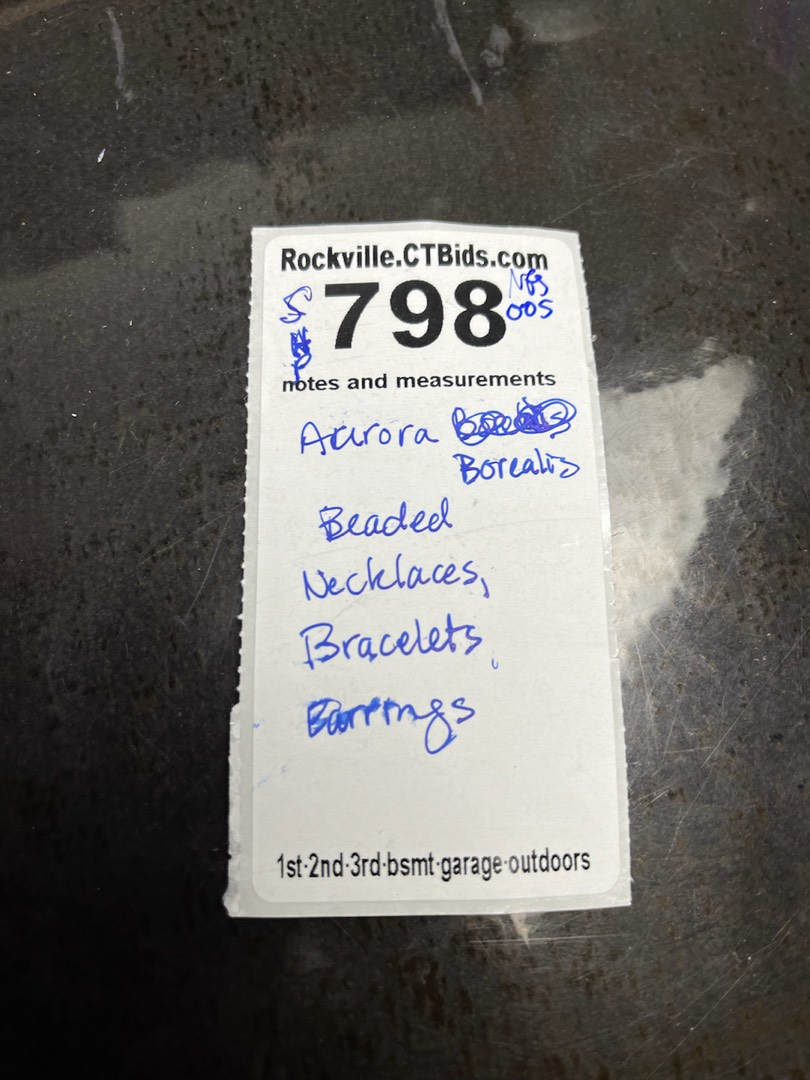 Rockville.CTBids.com
798
005
notes and measurements
Aurora
Borealis
Beaded
Necklaces,
Bracelets,
Earrings
1st·2nd·3rd·bsmt·garage·outdoors